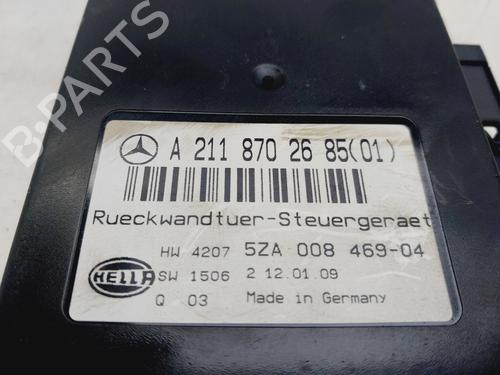 B-PARTS
A 211 870 26 85(01)
Rueckwandtuer-Steuergeraet
HW 4207 5ZA 008 469-04
HELLA SW 1506 2 12.01.09
Q 03 Made in Germany